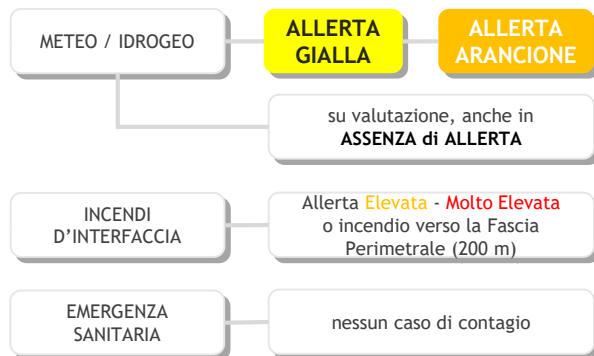 METEO / IDROGEO
ALLERTA
GIALLA
ALLERTA
ARANCIONE
su valutazione, anche in
ASSENZA di ALLERTA
INCENDI
D’INTERFACCIA
Allerta Elevata - Molto Elevata
o incendio verso la Fascia
Perimetrale (200 m)
EMERGENZA
SANITARIA
nessun caso di contagio